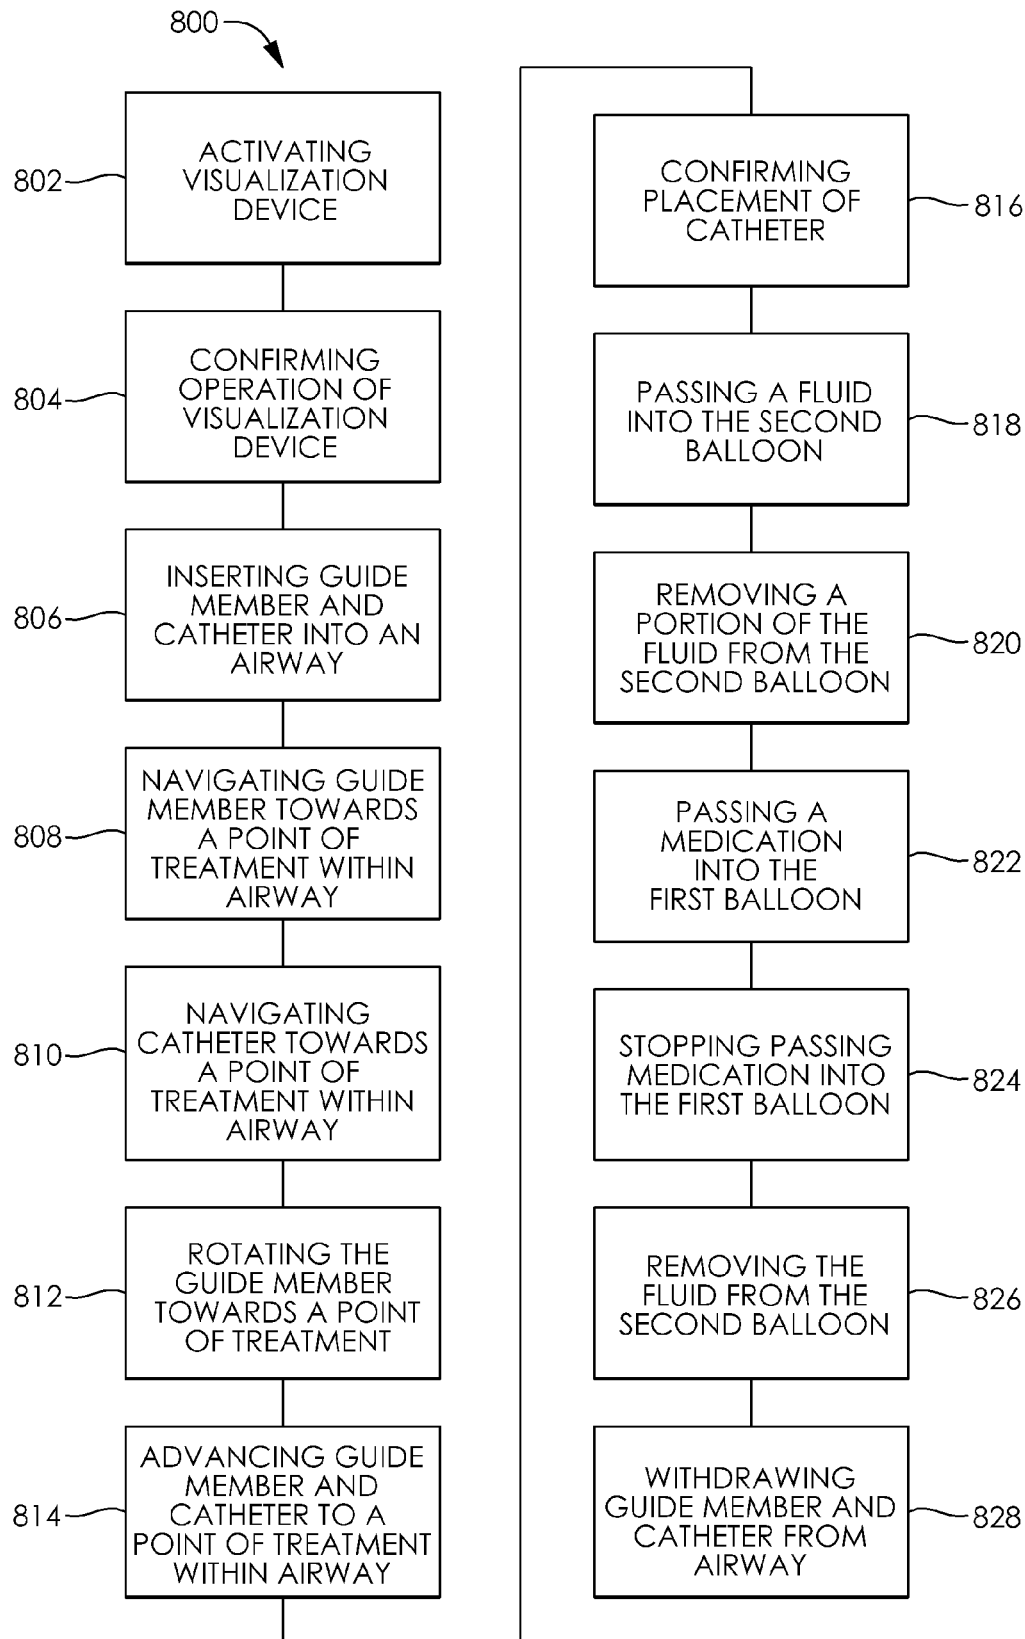 800
802
ACTIVATING
VISUALIZATION
DEVICE
804
CONFIRMING
OPERATION OF
VISUALIZATION
DEVICE
806
INSERTING GUIDE
MEMBER AND
CATHETER INTO AN
AIRWAY
808
NAVIGATING GUIDE
MEMBER TOWARDS
A POINT OF
TREATMENT WITHIN
AIRWAY
810
NAVIGATING
CATHETER TOWARDS
A POINT OF
TREATMENT WITHIN
AIRWAY
812
ROTATING THE
GUIDE MEMBER
TOWARDS A POINT
OF TREATMENT
814
ADVANCING GUIDE
MEMBER AND
CATHETER TO A
POINT OF TREATMENT
WITHIN AIRWAY
CONFIRMING
PLACEMENT OF
CATHETER
816
PASSING A FLUID
INTO THE SECOND
BALLOON
818
REMOVING A
PORTION OF THE
FLUID FROM THE
SECOND BALLOON
820
PASSING A
MEDICATION
INTO THE
FIRST BALLOON
822
STOPPING PASSING
MEDICATION INTO
THE FIRST BALLOON
824
REMOVING THE
FLUID FROM THE
SECOND BALLOON
826
WITHDRAWING
GUIDE MEMBER AND
CATHETER FROM
AIRWAY
828